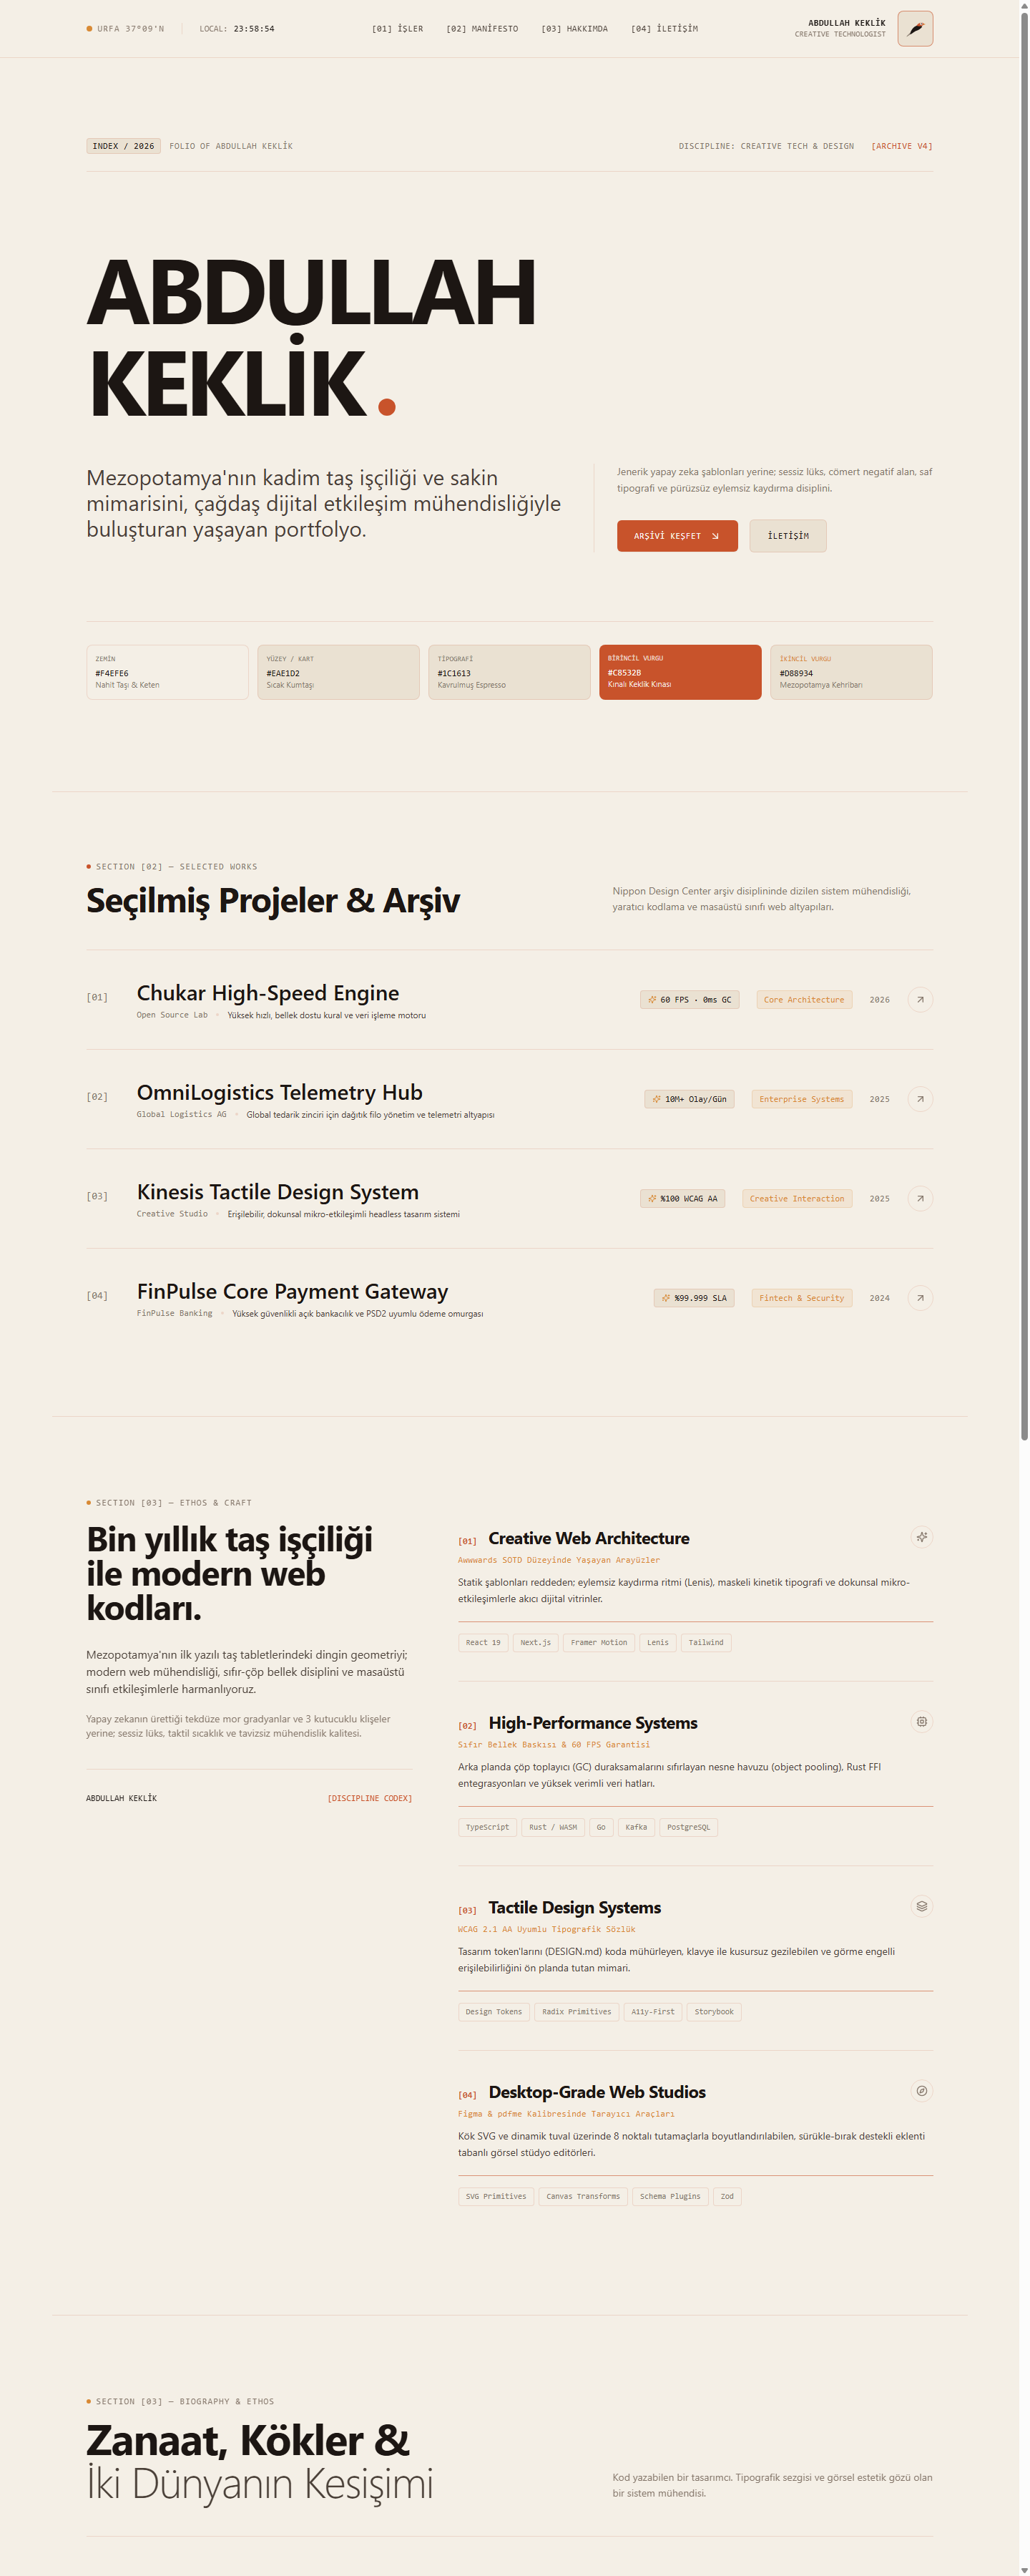 URFA 37°09'N
LOCAL: 23:58:54
[01] İŞLER
[02] MANİFESTO
[03] HAKKIMDA
[04] İLETİŞİM
ABDULLAH KEKLİK
CREATIVE TECHNOLOGIST
INDEX / 2026
FOLIO OF ABDULLAH KEKLİK
DISCIPLINE: CREATIVE TECH & DESIGN
[ARCHIVE V4]
ABDULLAH
KEKLİK.
Mezopotamya'nın kadim taş işçiliği ve sakin
mimarisini, çağdaş dijital etkileşim mühendisliğiyle
buluşturan yaşayan portfolyo.
Jenerik yapay zeka şablonları yerine; sessiz lüks, cömert negatif alan, saf
tipografi ve pürüzsüz eylemsiz kaydırma disiplini.
ARŞİVİ KEŞFET
İLETİŞİM
ZEMİN
#F4EFE6
Nahit Taşı & Keten
YÜZEY / KART
#EAE1D2
Sıcak Kumtaşı
TİPOGRAFİ
#1C1613
Kavrulmuş Espresso
BİRİNCİL VURGU
#C8532B
Kınalı Keklik Kınası
İKİNCİL VURGU
#D88934
Mezopotamya Kehribarı
SECTION [02] — SELECTED WORKS
Seçilmiş Projeler & Arşiv
Nippon Design Center arşiv disiplininde dizilen sistem mühendisliği,
yaratıcı kodlama ve masaüstü sınıfı web altyapıları.
[01]
Chukar High-Speed Engine
Open Source Lab · Yüksek hızlı, bellek dostu kural ve veri işleme motoru
60 FPS · 0ms GC
Core Architecture
2026
[02]
OmniLogistics Telemetry Hub
Global Logistics AG · Global tedarik zinciri için dağıtık filo yönetim ve telemetri altyapısı
10M+ Olay/Gün
Enterprise Systems
2025
[03]
Kinesis Tactile Design System
Creative Studio · Erişilebilir, dokunsal mikro-etkileşimli headless tasarım sistemi
%100 WCAG AA
Creative Interaction
2025
[04]
FinPulse Core Payment Gateway
FinPulse Banking · Yüksek güvenlikli açık bankacılık ve PSD2 uyumlu ödeme omurgası
%99.999 SLA
Fintech & Security
2024
SECTION [03] — ETHOS & CRAFT
Bin yıllık taş işçiliği
ile modern web
kodları.
Mezopotamya'nın ilk yazılı taş tabletlerindeki dingin geometriyi;
modern web mühendisliği, sıfır-çöp bellek disiplini ve masaüstü
sınıfı etkileşimlerle harmanlıyoruz.
Yapay zekanın ürettiği tekdüze mor gradyanlar ve 3 kutucuklu klişeler
yerine; sessiz lüks, taktil sıcaklık ve tavizsiz mühendislik kalitesi.
ABDULLAH KEKLİK
[DISCIPLINE CODEX]
[01] Creative Web Architecture
Awwwards SOTD Düzeyinde Yaşayan Arayüzler
Statik şablonları reddeden; eylemsiz kaydırma ritmi (Lenis), maskeli kinetik tipografi ve dokunsal mikro-
etkileşimlerle akıcı dijital vitrinler.
React 19
Next.js
Framer Motion
Lenis
Tailwind
[02] High-Performance Systems
Sıfır Bellek Baskısı & 60 FPS Garantisi
Arka planda çöp toplayıcı (GC) duraksamalarını sıfırlayan nesne havuzu (object pooling), Rust FFI
entegrasyonları ve yüksek verimli veri hatları.
TypeScript
Rust / WASM
Go
Kafka
PostgreSQL
[03] Tactile Design Systems
WCAG 2.1 AA Uyumlu Tipografik Sözlük
Tasarım token'larını (DESIGN.md) koda mühürleyen, klavye ile kusursuz gezilebilen ve görme engelli
erişilebilirliğini ön planda tutan mimari.
Design Tokens
Radix Primitives
A11y-First
Storybook
[04] Desktop-Grade Web Studios
Figma & pdfme Kalibresinde Tarayıcı Araçları
Kök SVG ve dinamik tuval üzerinde 8 noktalı tutamaçlarla boyutlandırılabilen, sürükle-bırak destekli eklenti
tabanlı görsel stüdyo editörleri.
SVG Primitives
Canvas Transforms
Schema Plugins
Zod
SECTION [03] — BIOGRAPHY & ETHOS
Zanaat, Kökler &
İki Dünyanın Kesişimi
Kod yazabilen bir tasarımcı. Tipografik sezgisi ve görsel estetik gözü olan
bir sistem mühendisi.